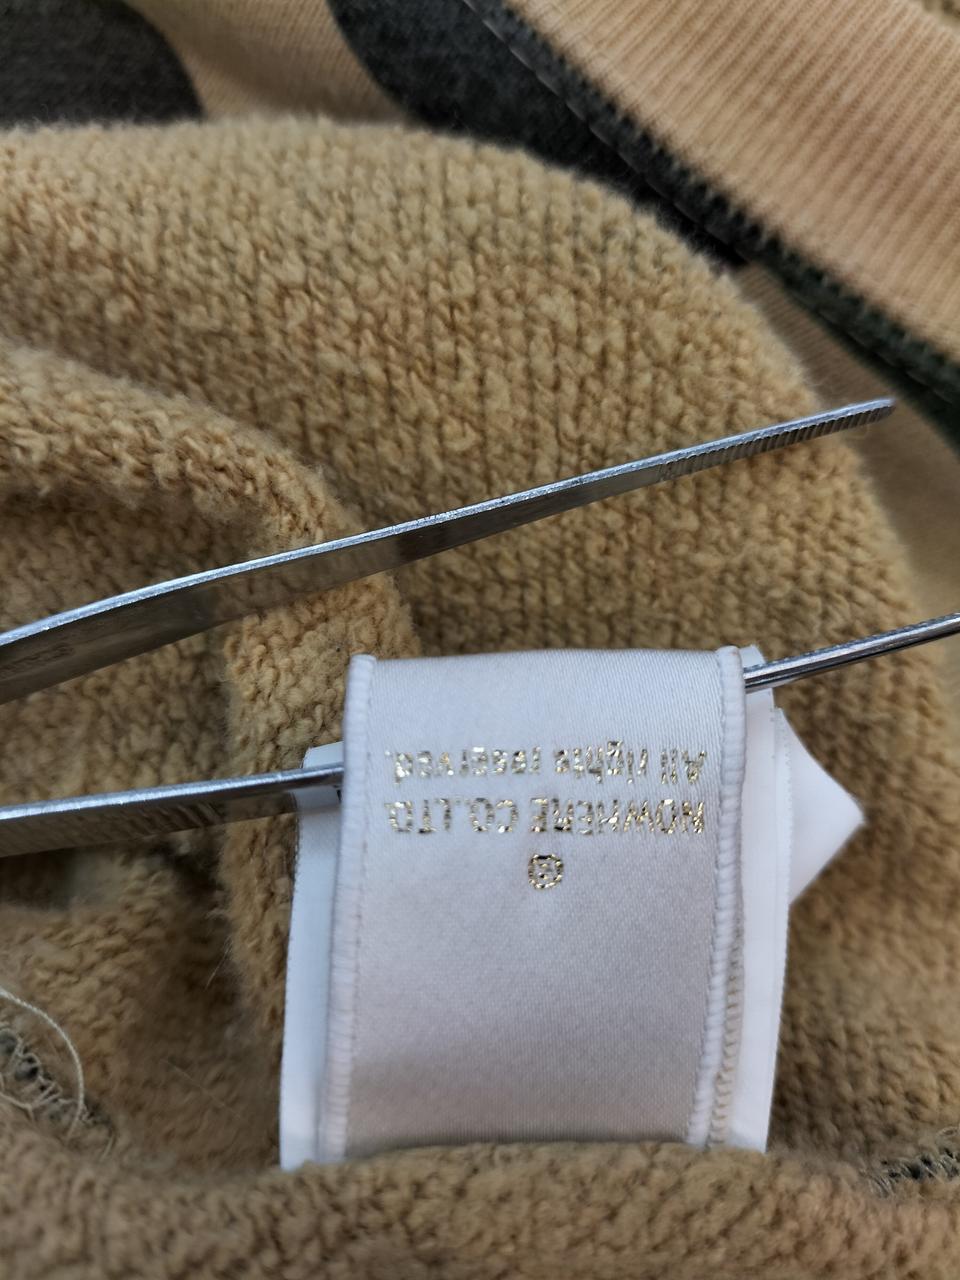 ®
NOWHERE CO.LTD.
All rights reserved.